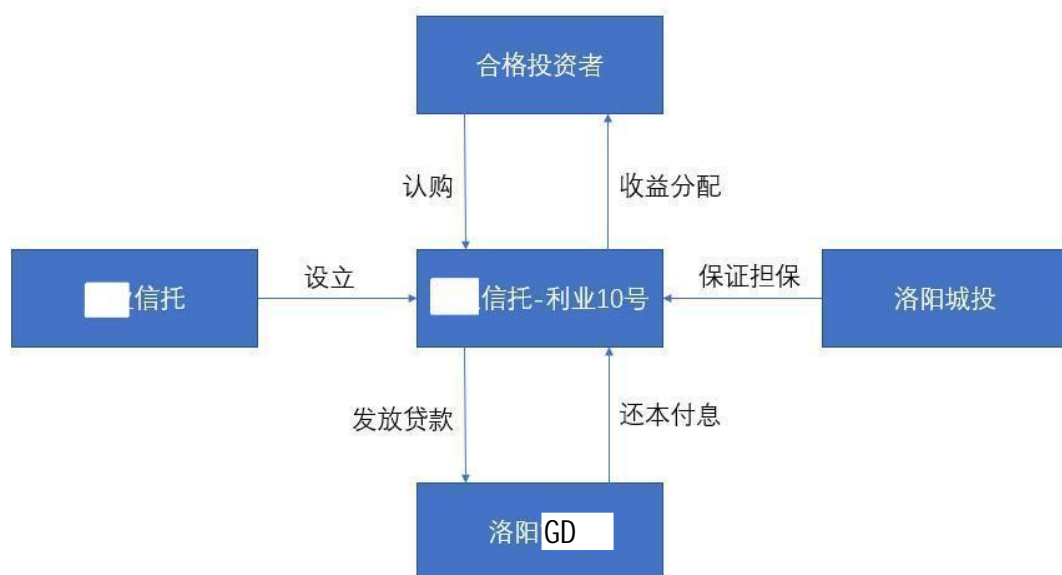 合格投资者
认购
收益分配
信托
设立
信托-利业10号
保证担保
洛阳城投
发放贷款
还本付息
洛阳
GD